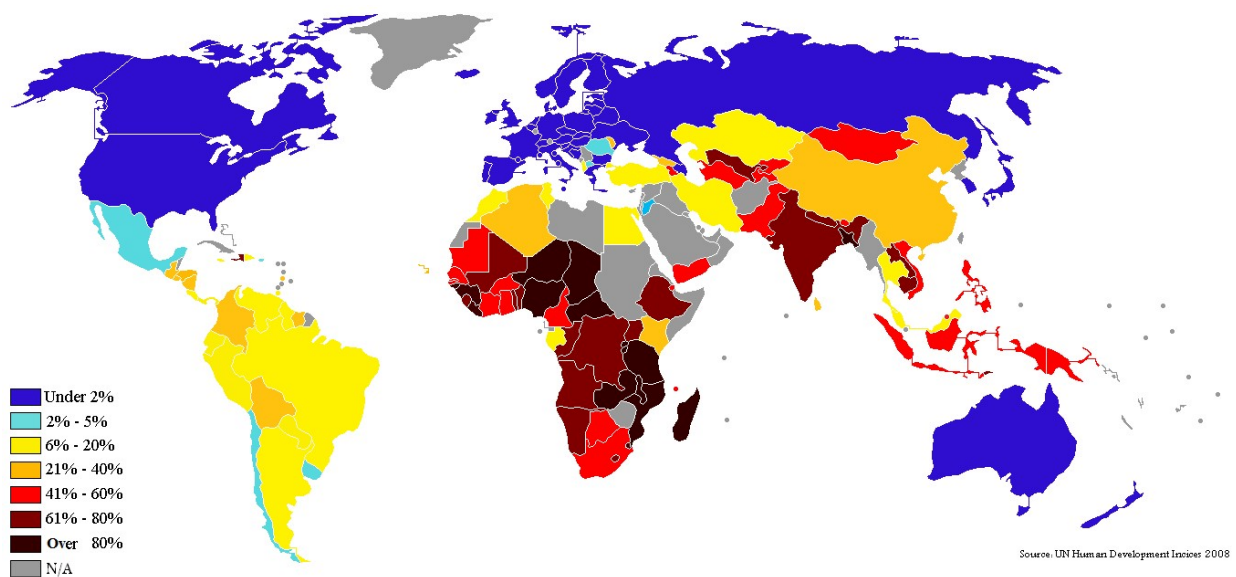 Under 2%
2% - 5%
6% - 20%
21% - 40%
41% - 60%
61% - 80%
Over 80%
N/A
Source: UN Human Development Incices 2008